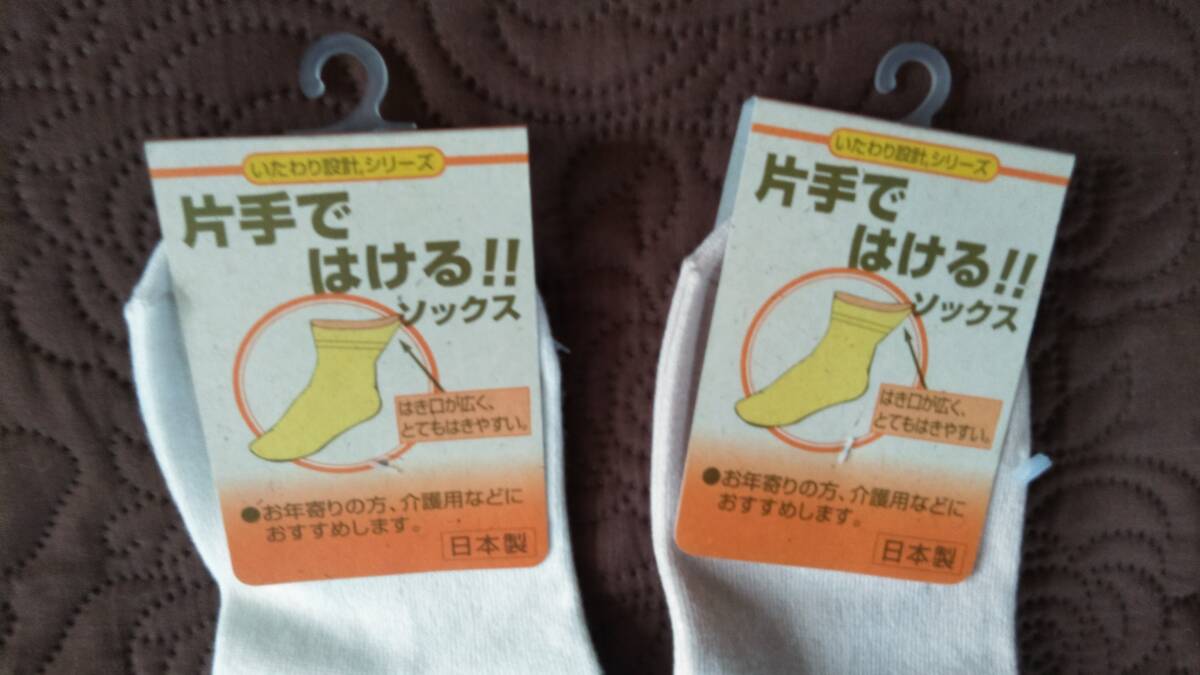 いたわり設計シリーズ
片手で
はける!!
ソックス
はき口が広く、
とてもはきやすい。
●お年寄りの方、介護用などに
おすすめします。
日本製
いたわり設計シリーズ
片手で
はける!!
ソックス
はき口が広く、
とてもはきやすい。
●お年寄りの方、介護用などに
おすすめします。
日本製